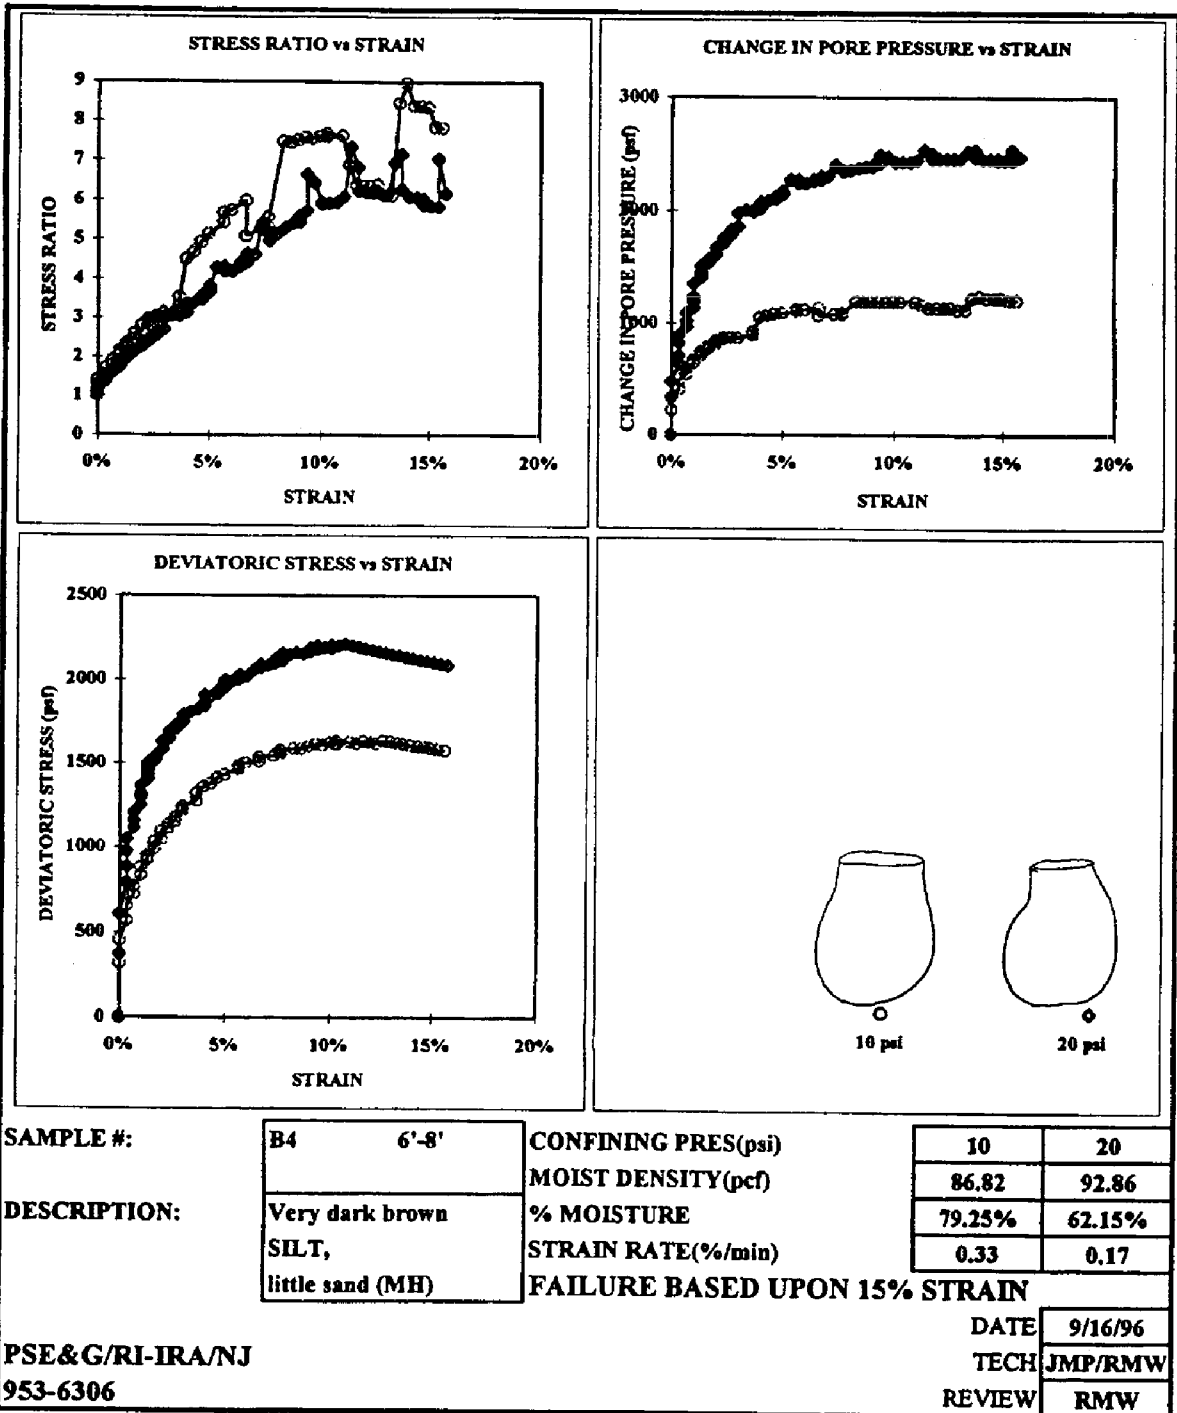 STRESS RATIO vs STRAIN
9
8
7
6
5
4
3
2
1
0
STRESS RATIO
0% 5% 10% 15% 20%
STRAIN
CHANGE IN PORE PRESSURE vs STRAIN
3000
2000
1000
0
CHANGE IN PORE PRESSURE (psf)
0% 5% 10% 15% 20%
STRAIN
DEVIATORIC STRESS vs STRAIN
2500
2000
1500
1000
500
0
DEVIATORIC STRESS (psf)
0% 5% 10% 15% 20%
STRAIN
10 psi 20 psi
SAMPLE #: B4 6'-8'
DESCRIPTION: Very dark brown
SILT,
little sand (MH)
CONFINING PRES(psi) 10 20
MOIST DENSITY(pcf) 86.82 92.86
% MOISTURE 79.25% 62.15%
STRAIN RATE(%/min) 0.33 0.17
FAILURE BASED UPON 15% STRAIN
DATE 9/16/96
TECH JMP/RMW
REVIEW RMW
PSE&G/RI-IRA/NJ
953-6306